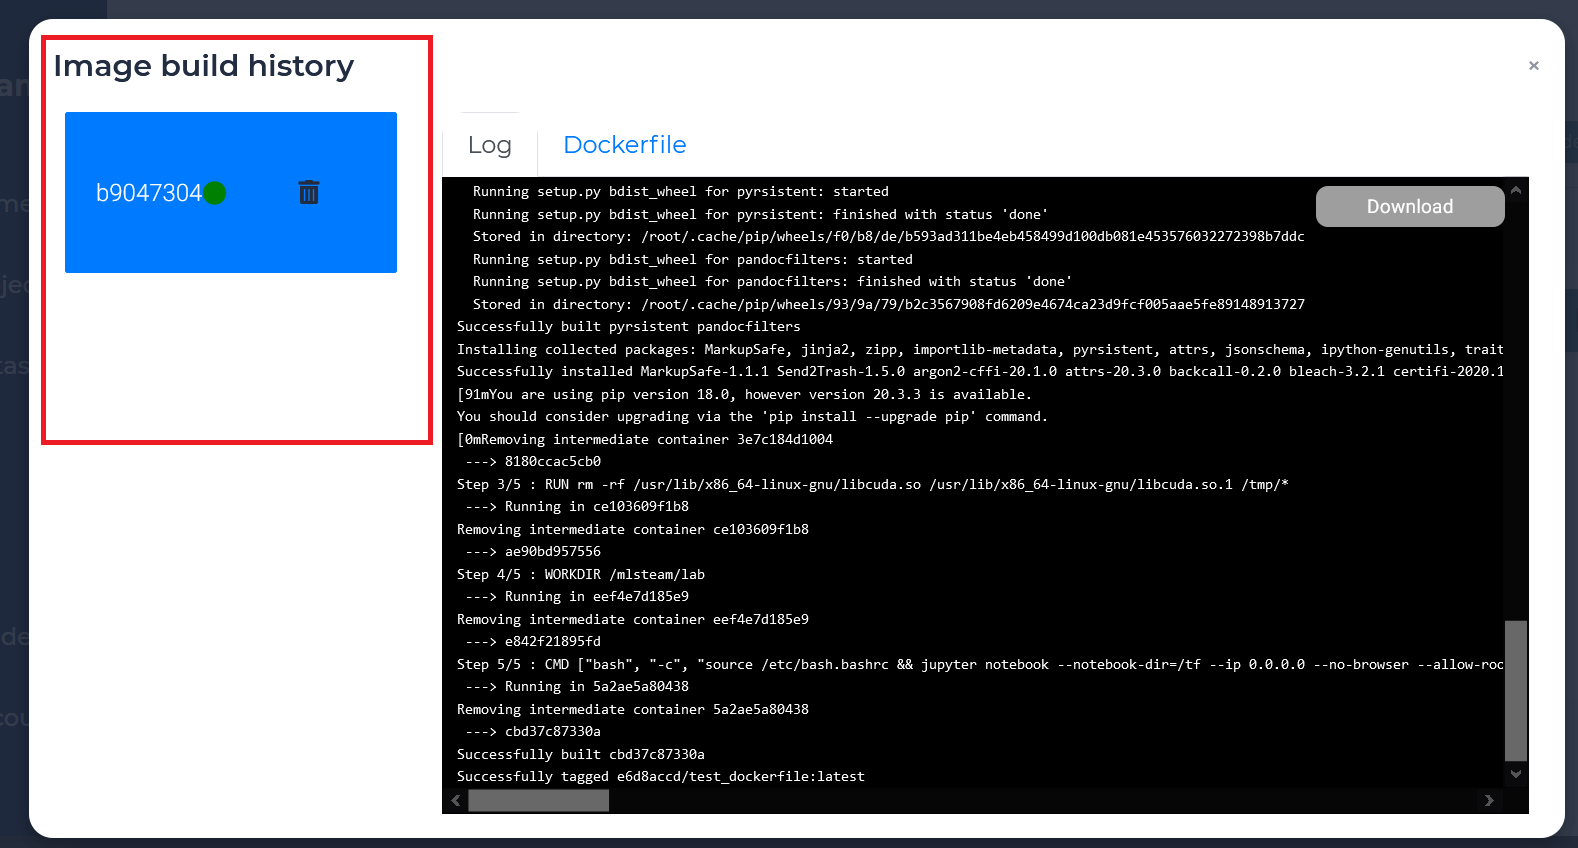 Image build history
×
b9047304
Log
Dockerfile
Download
Running setup.py bdist_wheel for pyrsistent: started
Running setup.py bdist_wheel for pyrsistent: finished with status 'done'
Stored in directory: /root/.cache/pip/wheels/f0/b8/de/b593ad311be4eb458499d100db081e453576032272398b7ddc
Running setup.py bdist_wheel for pandocfilters: started
Running setup.py bdist_wheel for pandocfilters: finished with status 'done'
Stored in directory: /root/.cache/pip/wheels/93/9a/79/b2c3567908fd6209e4674ca23d9fcf005aae5fe89148913727
Successfully built pyrsistent pandocfilters
Installing collected packages: MarkupSafe, jinja2, zipp, importlib-metadata, pyrsistent, attrs, jsonschema, ipython-genutils, trait
Successfully installed MarkupSafe-1.1.1 Send2Trash-1.5.0 argon2-cffi-20.1.0 attrs-20.3.0 backcall-0.2.0 bleach-3.2.1 certifi-2020.1
[91mYou are using pip version 18.0, however version 20.3.3 is available.
You should consider upgrading via the 'pip install --upgrade pip' command.
[0mRemoving intermediate container 3e7c184d1004
---> 8180ccac5cb0
Step 3/5 : RUN rm -rf /usr/lib/x86_64-linux-gnu/libcuda.so /usr/lib/x86_64-linux-gnu/libcuda.so.1 /tmp/*
---> Running in ce103609f1b8
Removing intermediate container ce103609f1b8
---> ae90bd957556
Step 4/5 : WORKDIR /mlsteam/lab
---> Running in eef4e7d185e9
Removing intermediate container eef4e7d185e9
---> e842f21895fd
Step 5/5 : CMD ["bash", "-c", "source /etc/bash.bashrc && jupyter notebook --notebook-dir=/tf --ip 0.0.0.0 --no-browser --allow-roo
---> Running in 5a2ae5a80438
Removing intermediate container 5a2ae5a80438
---> cbd37c87330a
Successfully built cbd37c87330a
Successfully tagged e6d8accd/test_dockerfile:latest